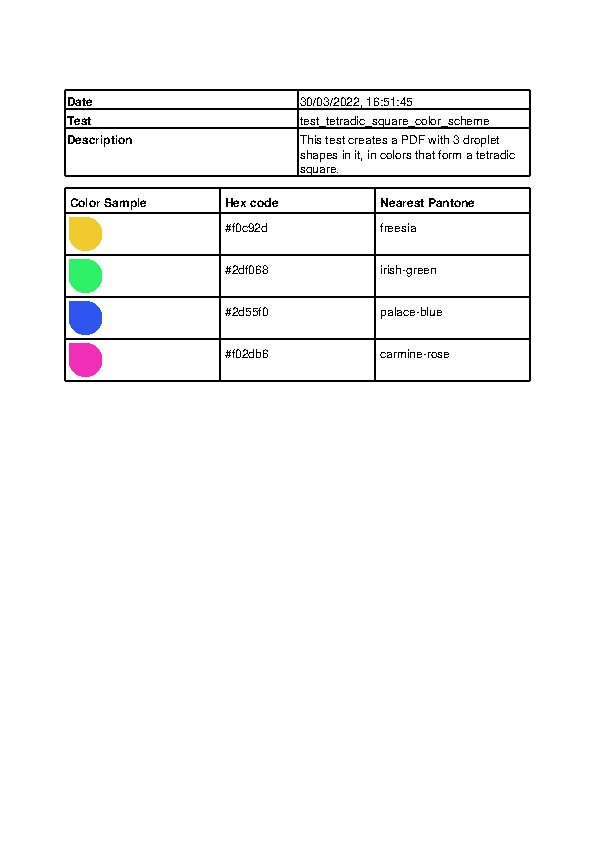 Date 30/03/2022, 16:51:45
Test test_tetradic_square_color_scheme
Description This test creates a PDF with 3 droplet
shapes in it, in colors that form a tetradic
square.
Color Sample Hex code Nearest Pantone
#f0c92d freesia
#2df068 irish-green
#2d55f0 palace-blue
#f02db6 carmine-rose